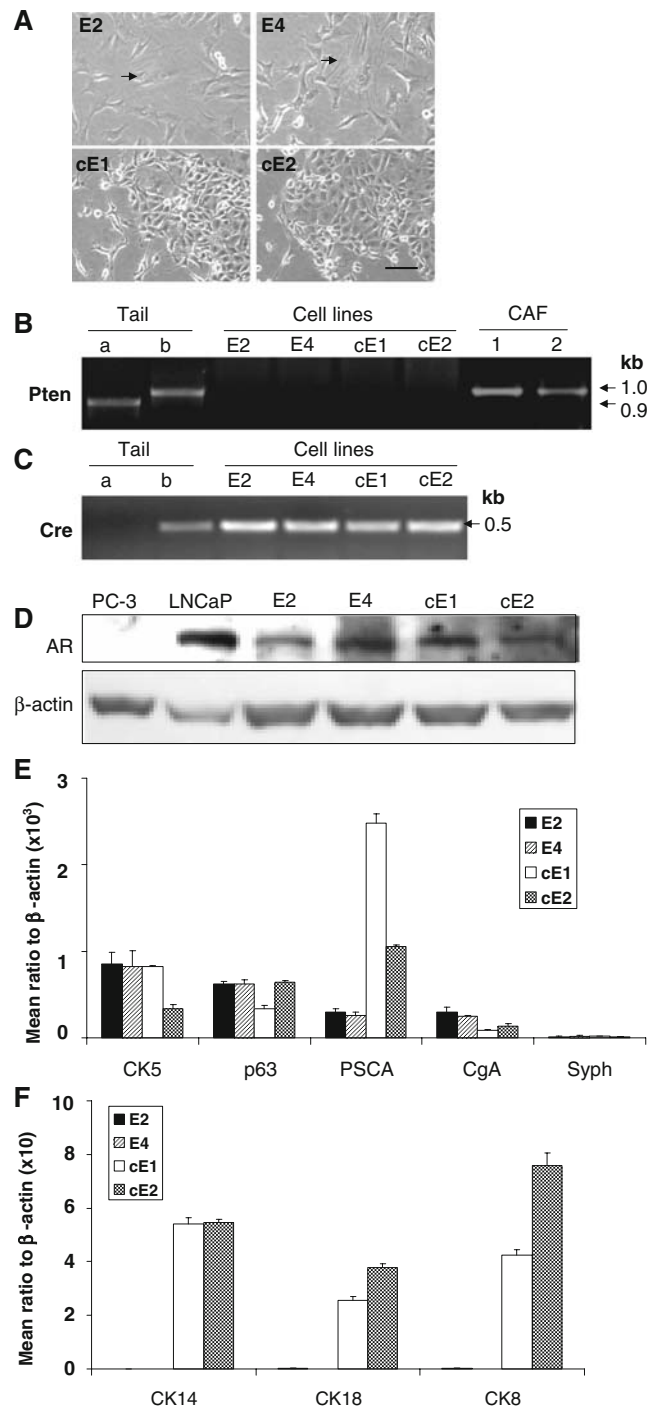 A
E2
E4
cE1
cE2
B
Tail
Cell lines
CAF
a
b
E2
E4
cE1
cE2
1
2
kb
Pten
1.0
0.9
C
Tail
Cell lines
a
b
E2
E4
cE1
cE2
kb
Cre
0.5
D
PC-3
LNCaP
E2
E4
cE1
cE2
AR
β-actin
E
Mean ratio to β-actin (x10³)
3
2
1
0
E2
E4
cE1
cE2
CK5
p63
PSCA
CgA
Syph
F
Mean ratio to β-actin (x10)
10
8
6
4
2
0
E2
E4
cE1
cE2
CK14
CK18
CK8